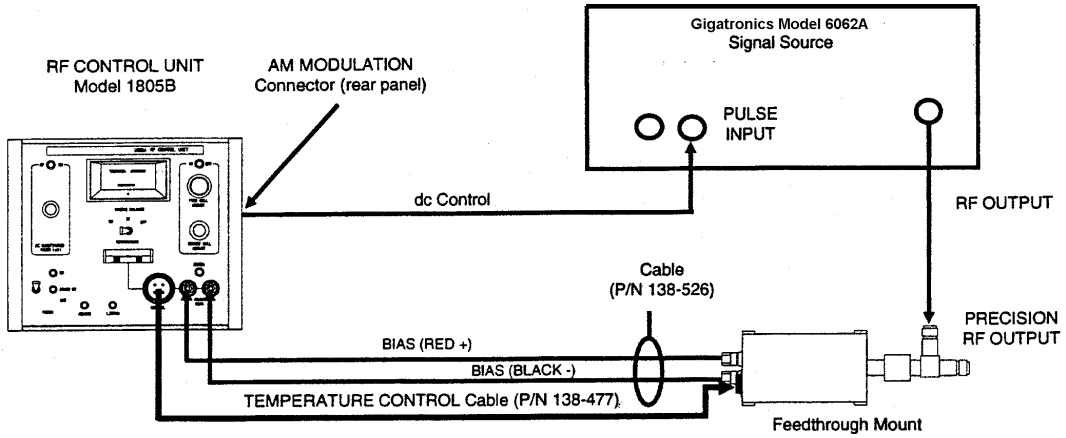 Gigatronics Model 6062A
Signal Source
RF CONTROL UNIT
Model 1805B
AM MODULATION
Connector (rear panel)
PULSE
INPUT
dc Control
RF OUTPUT
Cable
(P/N 138-526)
PRECISION
RF OUTPUT
BIAS (RED +)
BIAS (BLACK -)
TEMPERATURE CONTROL Cable (P/N 138-477)
Feedthrough Mount